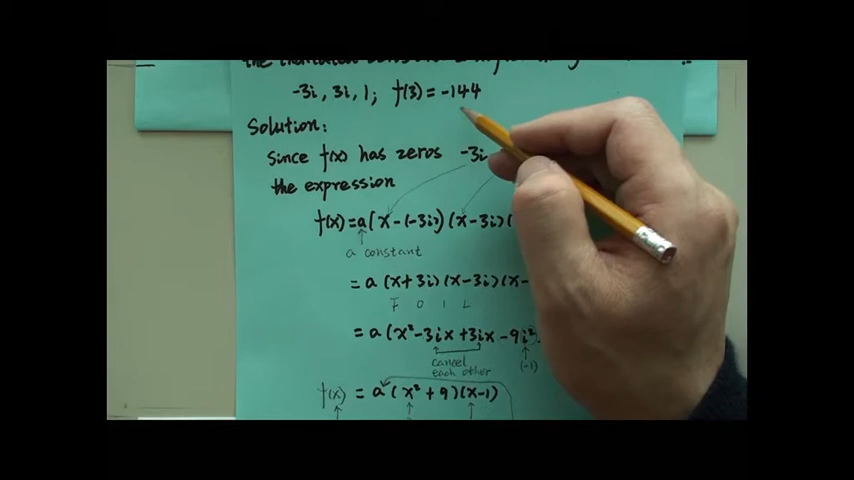 -3i, 3i, 1; f(3) = -144
Solution:
Since f(x) has zeros -3i
the expression
f(x) = a(x-(-3i))(x-3i)(
a constant
= a(x+3i)(x-3i)(x-
F O I L
= a(x²-3ix+3ix-9i²)
cancel
each other
(-1)
f(x) = a(x²+9)(x-1)